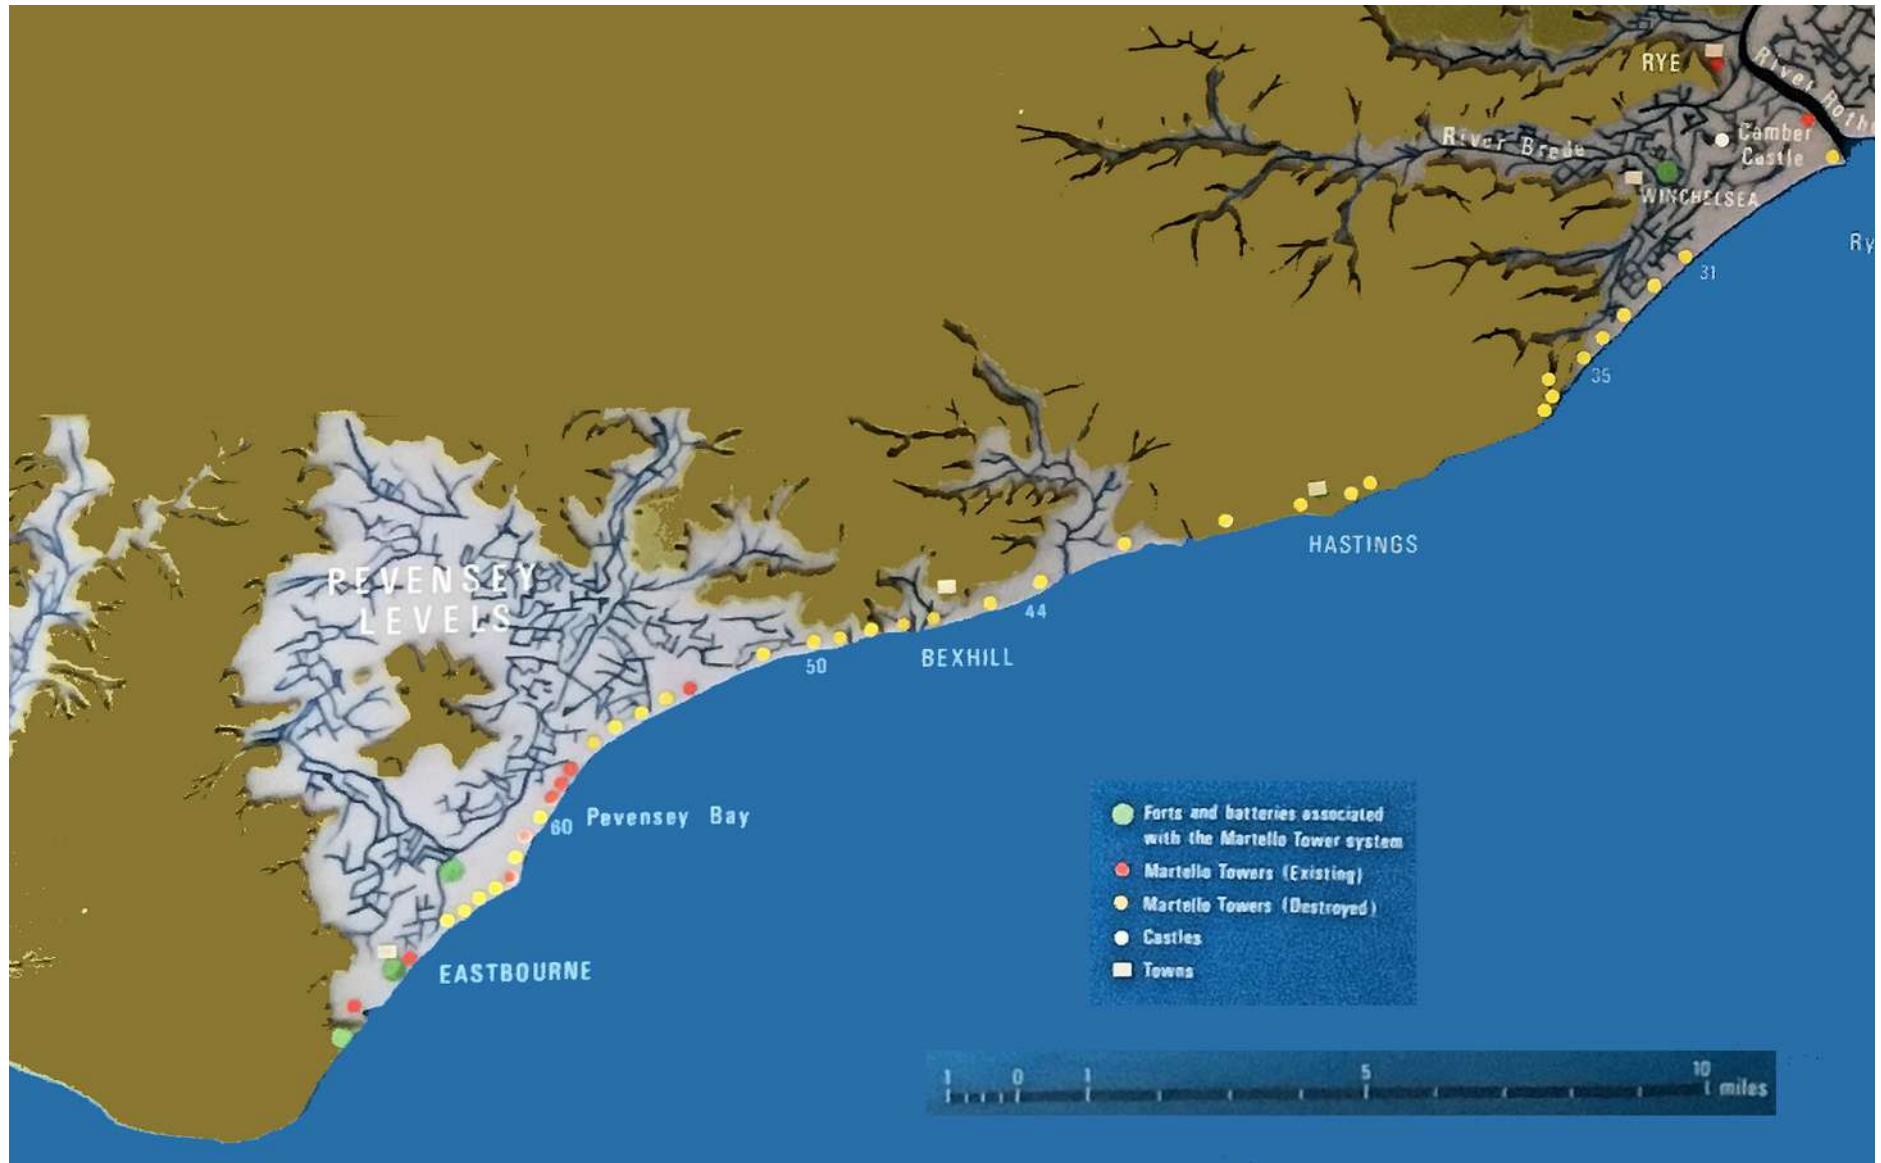 RYE
River Roth
Camber
Castle
River Brede
WINCHELSEA
Ry
31
35
HASTINGS
PEVENSEY
LEVELS
44
BEXHILL
50
60
Pevensey Bay
EASTBOURNE
Forts and batteries associated
with the Martello Tower system
Martello Towers (Existing)
Martello Towers (Destroyed)
Castles
Towns
1 0 1 5 10
miles